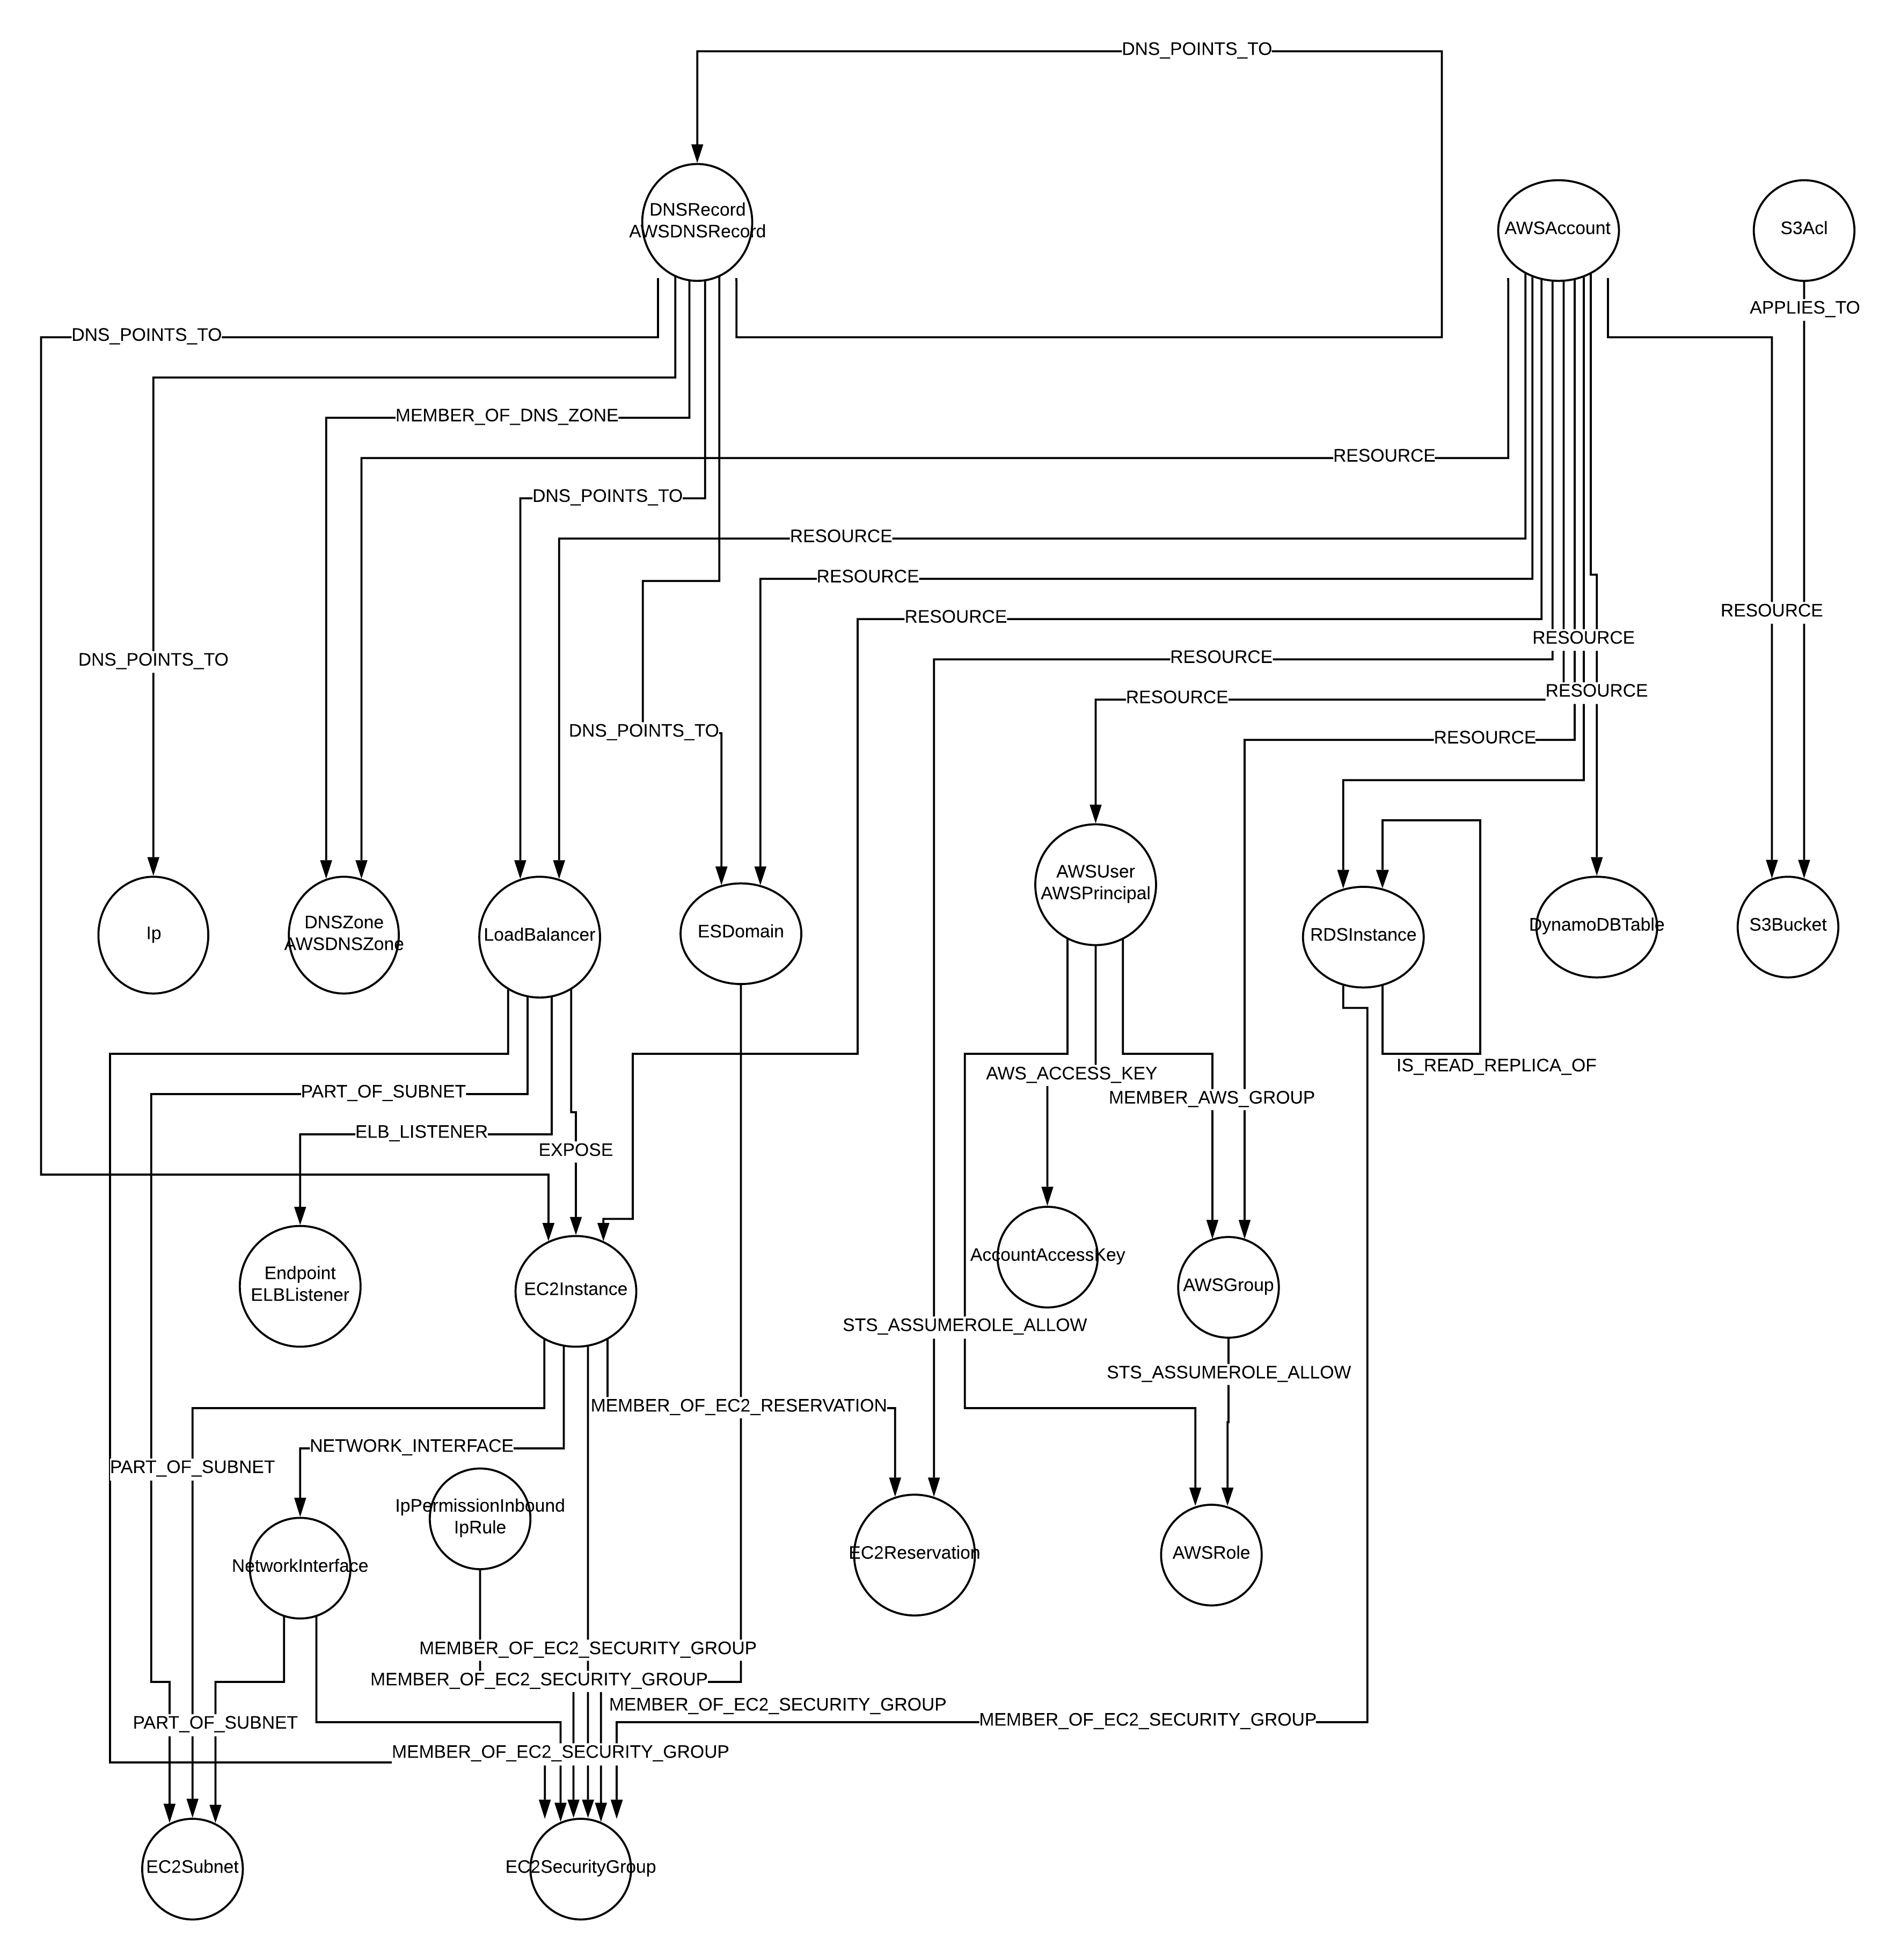 DNS_POINTS_TO
DNSRecord
AWSDNSRecord
AWSAccount
S3Acl
APPLIES_TO
DNS_POINTS_TO
MEMBER_OF_DNS_ZONE
RESOURCE
DNS_POINTS_TO
RESOURCE
RESOURCE
RESOURCE
RESOURCE
RESOURCE
DNS_POINTS_TO
RESOURCE
RESOURCE
RESOURCE
DNS_POINTS_TO
RESOURCE
AWSUser
AWSPrincipal
Ip
DNSZone
AWSDNSZone
LoadBalancer
ESDomain
RDSInstance
DynamoDBTable
S3Bucket
IS_READ_REPLICA_OF
AWS_ACCESS_KEY
PART_OF_SUBNET
MEMBER_AWS_GROUP
ELB_LISTENER
EXPOSE
AccountAccessKey
Endpoint
ELBListener
EC2Instance
AWSGroup
STS_ASSUMEROLE_ALLOW
STS_ASSUMEROLE_ALLOW
MEMBER_OF_EC2_RESERVATION
NETWORK_INTERFACE
PART_OF_SUBNET
IpPermissionInbound
IpRule
NetworkInterface
EC2Reservation
AWSRole
MEMBER_OF_EC2_SECURITY_GROUP
MEMBER_OF_EC2_SECURITY_GROUP
MEMBER_OF_EC2_SECURITY_GROUP
PART_OF_SUBNET
MEMBER_OF_EC2_SECURITY_GROUP
MEMBER_OF_EC2_SECURITY_GROUP
EC2Subnet
EC2SecurityGroup